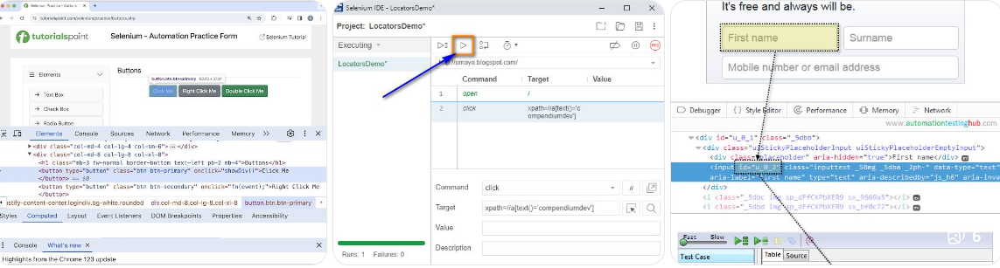 Selenium Practice - Buttons
tutorialspoint.com/selenium/practice/buttons.php
tutorialspoint
Selenium - Automation Practice Form
Selenium Tutorial
Elements
Text Box
Check Box
Radio Button
Buttons
button.btn.btn-primary
Click Me
Right Click Me
Double Click Me
Elements Console Sources Network Performance Memory
<div class="col-md-4 col-lg-4 col-sm-6"> </div>
<div class="col-md-8 col-lg-8 col-xl-8">
<h1 class="mb-3 fw-normal border-bottom text-left pb-2 mb-4">Buttons</h1>
<button type="button" class="btn btn-primary" onclick="showDiv()">Click Me
</button> == $0
<button type="button" class="btn btn-secondary" onclick="fn(event);">Right Click Me
</button>
stify-content-center.logindiv.bg-white.rounded div.col-md-8.col-lg-8.col-xl-8 button.btn.btn-primary
Styles Computed Layout Event Listeners DOM Breakpoints Properties Accessibility
Console What's new
Highlights from the Chrome 123 update
Selenium IDE - LocatorsDemo*
Project: LocatorsDemo*
Executing
LocatorsDemo*
REC
http://omayo.blogspot.com/
Command Target Value
1 open /
2 click xpath=//a[text()='c
ompendiumdev']
Command click //
Target xpath=//a[text()='compendiumdev']
Value
Description
Runs: 1 Failures: 0
It's free and always will be.
First name
Surname
Mobile number or email address
Debugger { } Style Editor Performance Memory Network
www.automationtestinghub.com
<div id="u_0_1" class="_5dbb">
<div class="uiStickyPlaceholderInput uiStickyPlaceholderEmptyInput">
<div class="placeholder" aria-hidden="true">First name</div>
<input id="u_0_2" class="inputtext _58mg _5dba _2ph-" data-type="text"
aria-label="First name" type="text" aria-describedby="js_h6" aria-inva
</div>
<i class="_5dbc img sp_dFfCKPbXER9 sx_9669a5"></i>
<i class="_5dbd img sp_dFfCKPbXER9 sx_bf0c72"></i>
Fast Slow
6
Test Case
Table Source